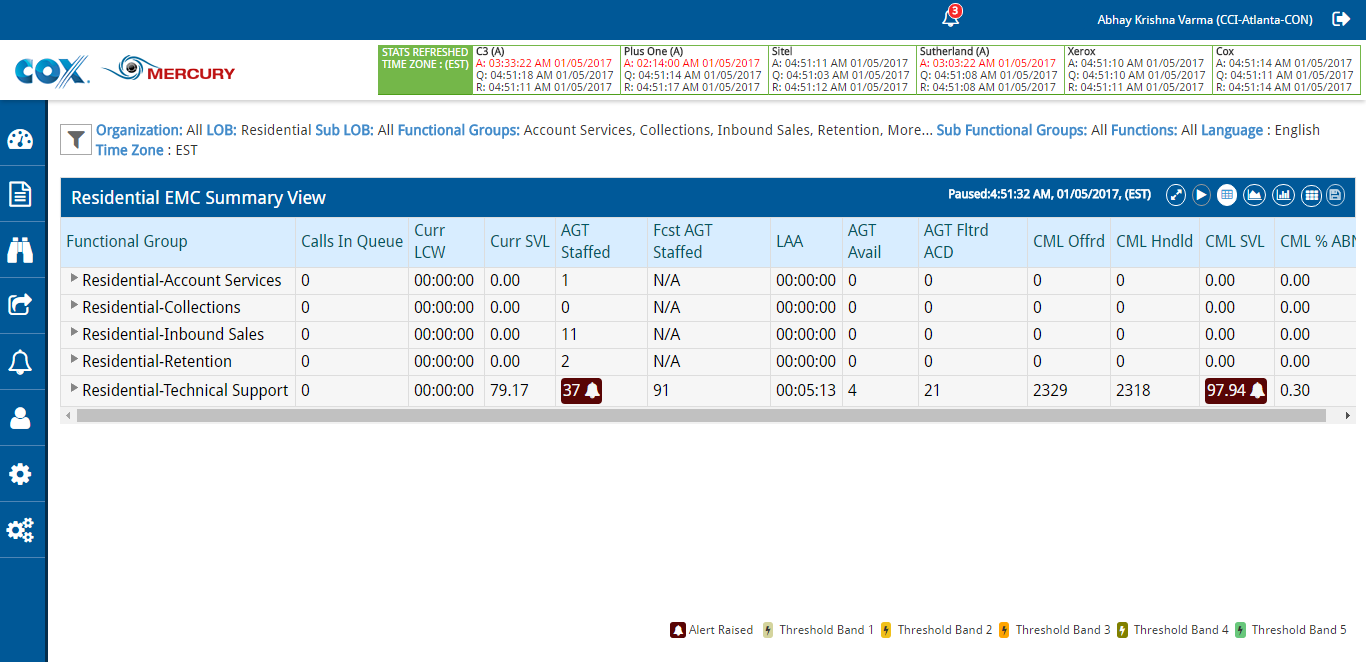 3
Abhay Krishna Varma (CCI-Atlanta-CON)
COX MERCURY
STATS REFRESHED
TIME ZONE : (EST)
C3 (A)
A: 03:33:22 AM 01/05/2017
Q: 04:51:18 AM 01/05/2017
R: 04:51:11 AM 01/05/2017
Plus One (A)
A: 02:14:00 AM 01/05/2017
Q: 04:51:14 AM 01/05/2017
R: 04:51:17 AM 01/05/2017
Sitel
A: 04:51:11 AM 01/05/2017
Q: 04:51:03 AM 01/05/2017
R: 04:51:12 AM 01/05/2017
Sutherland (A)
A: 03:03:22 AM 01/05/2017
Q: 04:51:08 AM 01/05/2017
R: 04:51:08 AM 01/05/2017
Xerox
A: 04:51:10 AM 01/05/2017
Q: 04:51:10 AM 01/05/2017
R: 04:51:11 AM 01/05/2017
Cox
A: 04:51:14 AM 01/05/2017
Q: 04:51:11 AM 01/05/2017
R: 04:51:14 AM 01/05/2017
Organization: All LOB: Residential Sub LOB: All Functional Groups: Account Services, Collections, Inbound Sales, Retention, More... Sub Functional Groups: All Functions: All Language : English
Time Zone : EST
Residential EMC Summary View
Paused:4:51:32 AM, 01/05/2017, (EST)
Functional Group Calls In Queue Curr LCW Curr SVL AGT Staffed Fcst AGT Staffed LAA AGT Avail AGT Fltrd ACD CML Offrd CML Hndld CML SVL CML % ABN
Residential-Account Services 0 00:00:00 0.00 1 N/A 00:00:00 0 0 0 0 0.00 0.00
Residential-Collections 0 00:00:00 0.00 0 N/A 00:00:00 0 0 0 0 0.00 0.00
Residential-Inbound Sales 0 00:00:00 0.00 11 N/A 00:00:00 0 0 0 0 0.00 0.00
Residential-Retention 0 00:00:00 0.00 2 N/A 00:00:00 0 0 0 0 0.00 0.00
Residential-Technical Support 0 00:00:00 79.17 37 91 00:05:13 4 21 2329 2318 97.94 0.30
Alert Raised Threshold Band 1 Threshold Band 2 Threshold Band 3 Threshold Band 4 Threshold Band 5